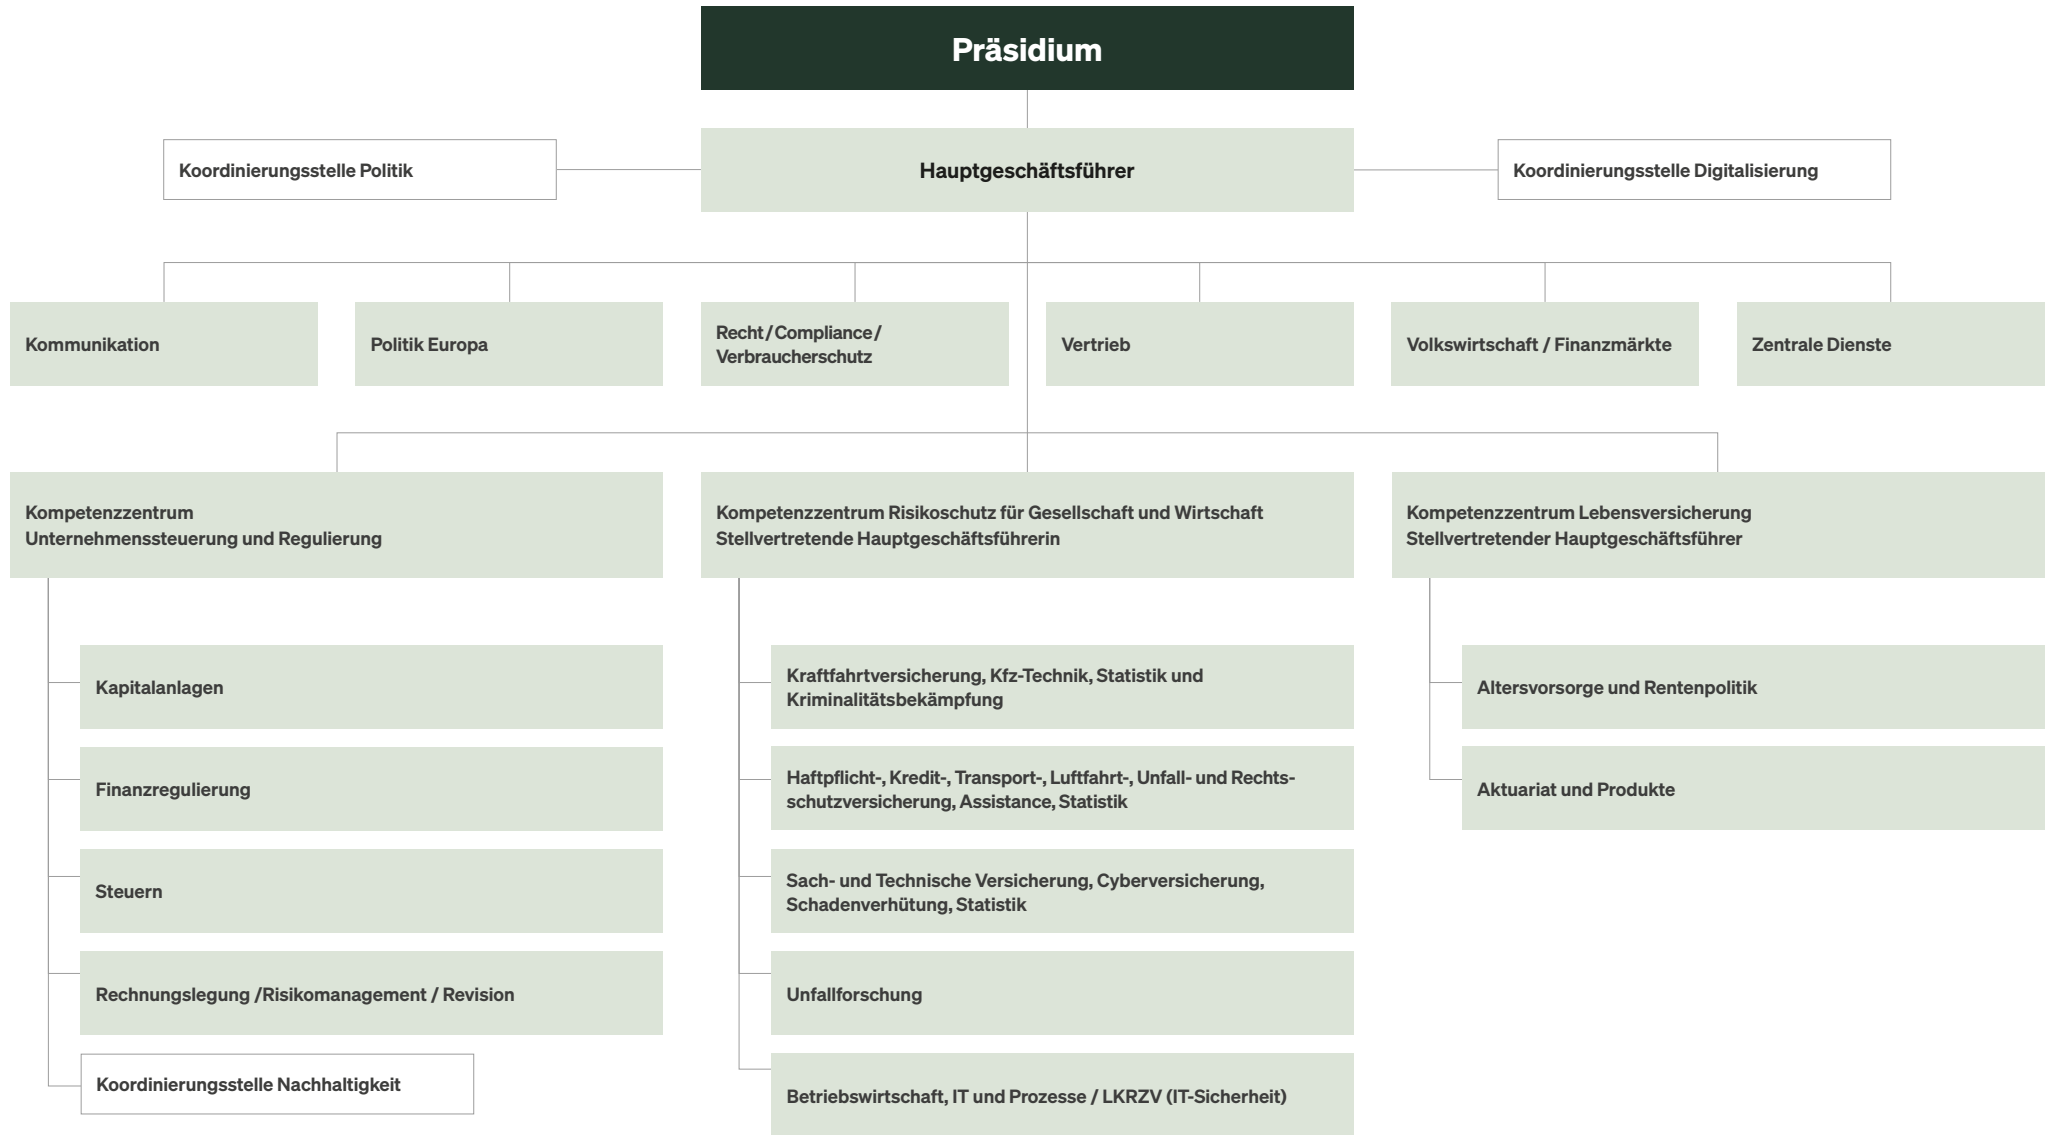 Präsidium
Koordinierungsstelle Politik
Hauptgeschäftsführer
Koordinierungsstelle Digitalisierung
Kommunikation
Politik Europa
Recht/Compliance/
Verbraucherschutz
Vertrieb
Volkswirtschaft / Finanzmärkte
Zentrale Dienste
Kompetenzzentrum
Unternehmenssteuerung und Regulierung
Kompetenzzentrum Risikoschutz für Gesellschaft und Wirtschaft
Stellvertretende Hauptgeschäftsführerin
Kompetenzzentrum Lebensversicherung
Stellvertretender Hauptgeschäftsführer
Kapitalanlagen
Finanzregulierung
Steuern
Rechnungslegung /Risikomanagement / Revision
Koordinierungsstelle Nachhaltigkeit
Kraftfahrtversicherung, Kfz-Technik, Statistik und
Kriminalitätsbekämpfung
Haftpflicht-, Kredit-, Transport-, Luftfahrt-, Unfall- und Rechts-
schutzversicherung, Assistance, Statistik
Sach- und Technische Versicherung, Cyberversicherung,
Schadenverhütung, Statistik
Unfallforschung
Betriebswirtschaft, IT und Prozesse / LKRZV (IT-Sicherheit)
Altersvorsorge und Rentenpolitik
Aktuariat und Produkte